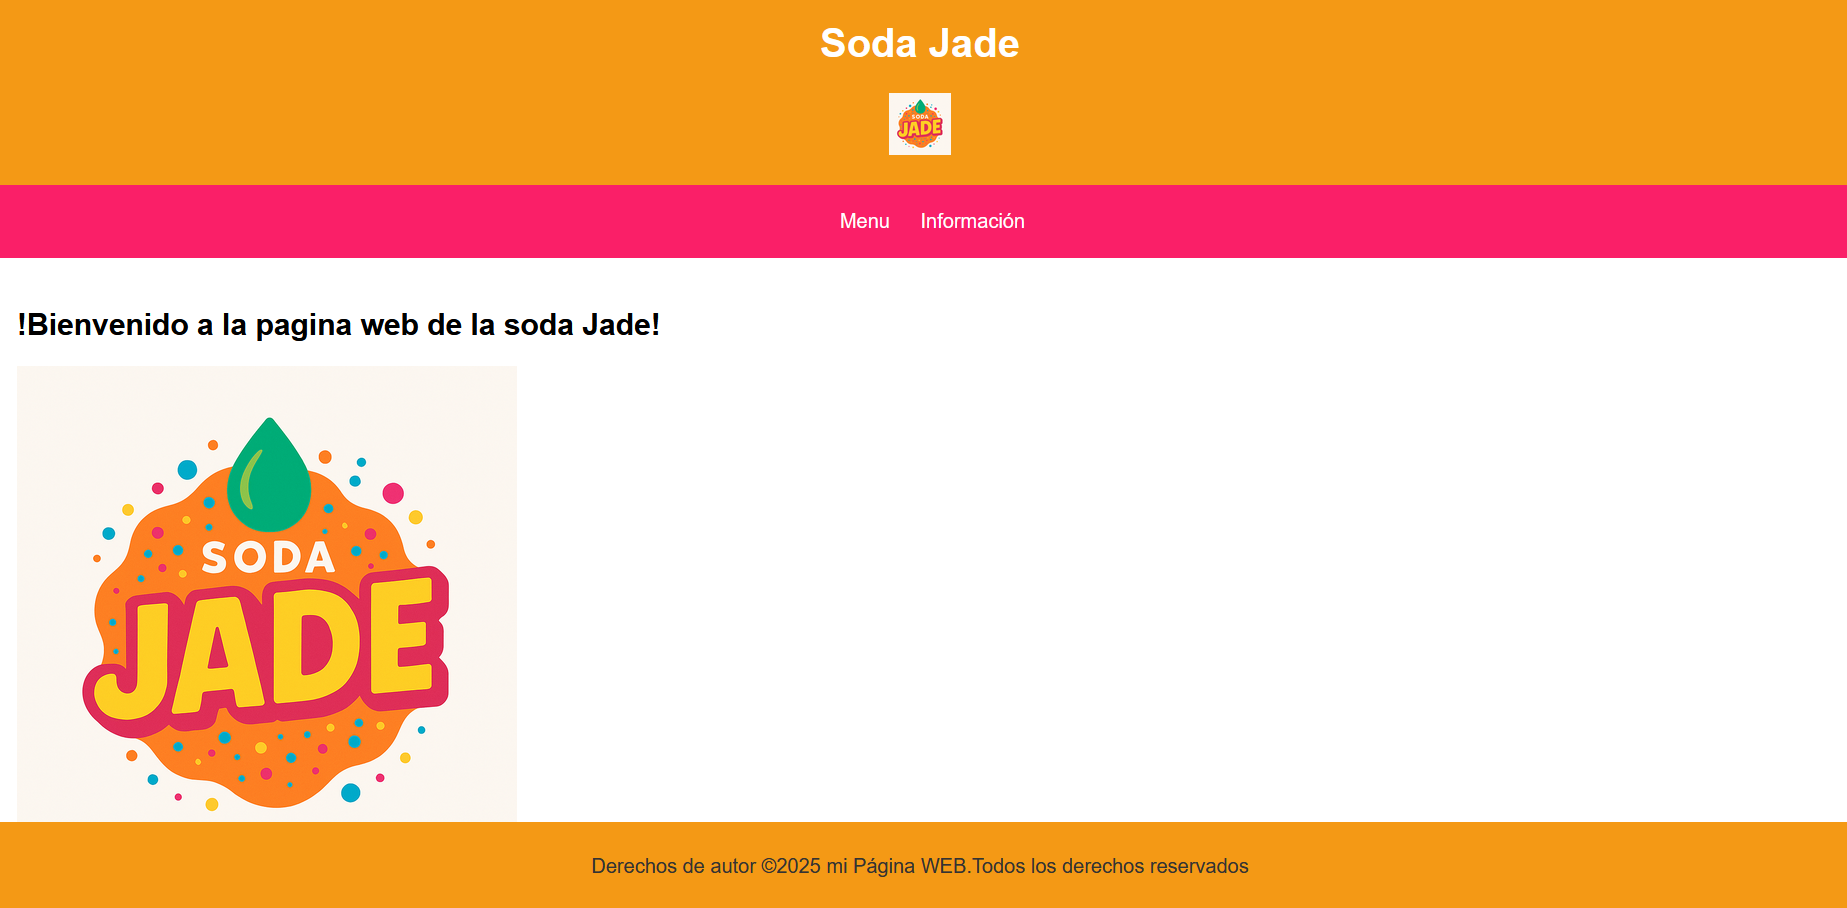 Soda Jade
SODA
JADE
Menu Información
!Bienvenido a la pagina web de la soda Jade!
SODA
JADE
Derechos de autor ©2025 mi Página WEB.Todos los derechos reservados